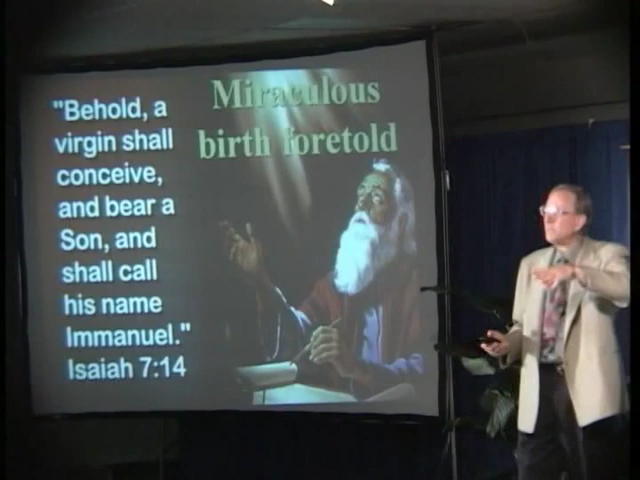 Miraculous
birth foretold
"Behold, a
virgin shall
conceive,
and bear a
Son, and
shall call
his name
Immanuel."
Isaiah 7:14